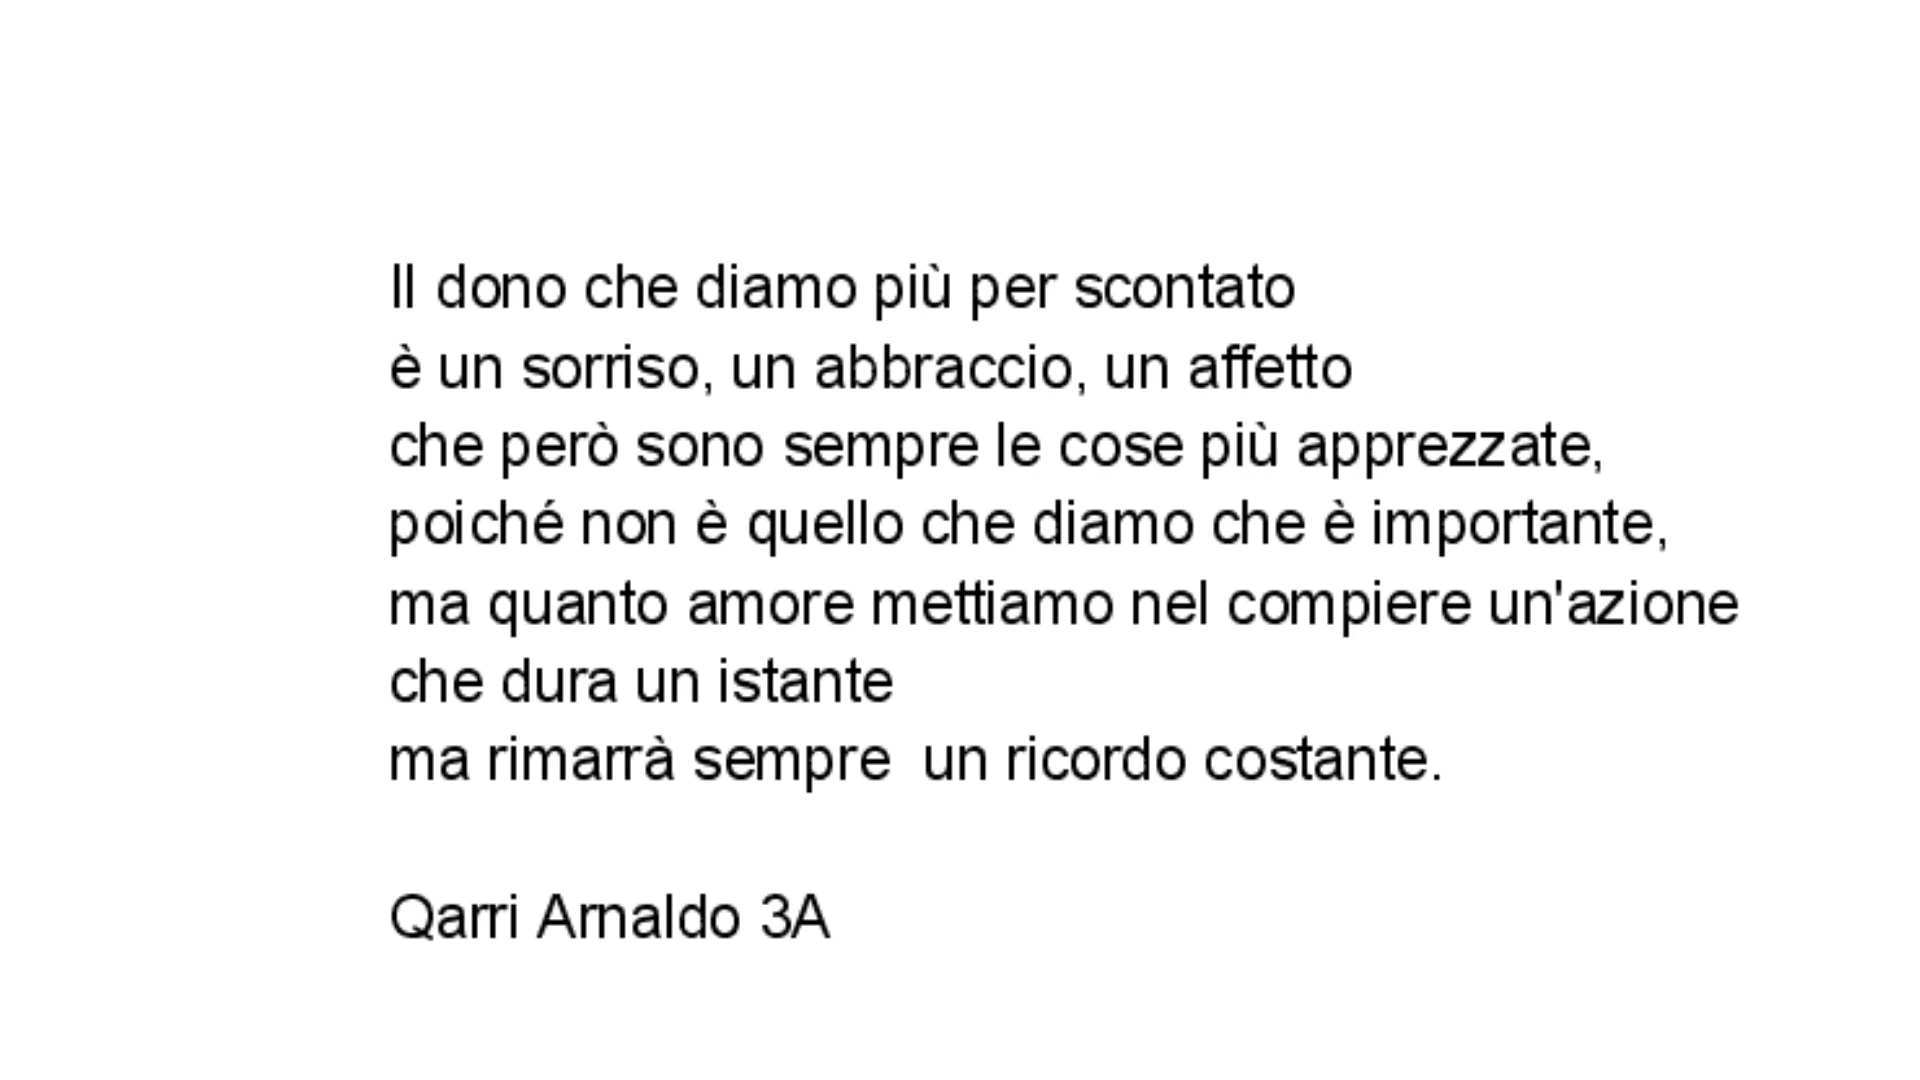 Il dono che diamo più per scontato
è un sorriso, un abbraccio, un affetto
che però sono sempre le cose più apprezzate,
poiché non è quello che diamo che è importante,
ma quanto amore mettiamo nel compiere un'azione
che dura un istante
ma rimarrà sempre  un ricordo costante.
Qarri Arnaldo 3A